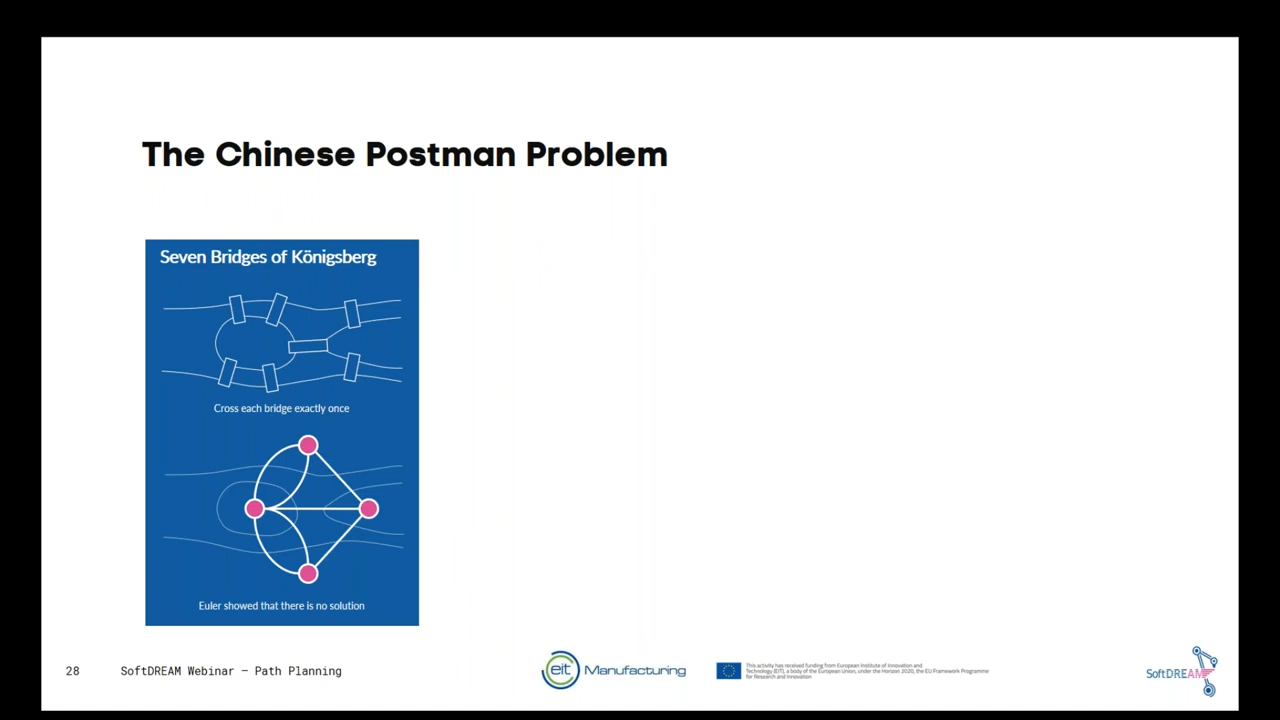 The Chinese Postman Problem
Seven Bridges of Königsberg
Cross each bridge exactly once
Euler showed that there is no solution
28
SoftDREAM Webinar – Path Planning
eit Manufacturing
This activity has received funding from European Institute of Innovation and
Technology (EIT), a body of the European Union, under the Horizon 2020, the EU Framework Programme
for Research and Innovation
SoftDREAM